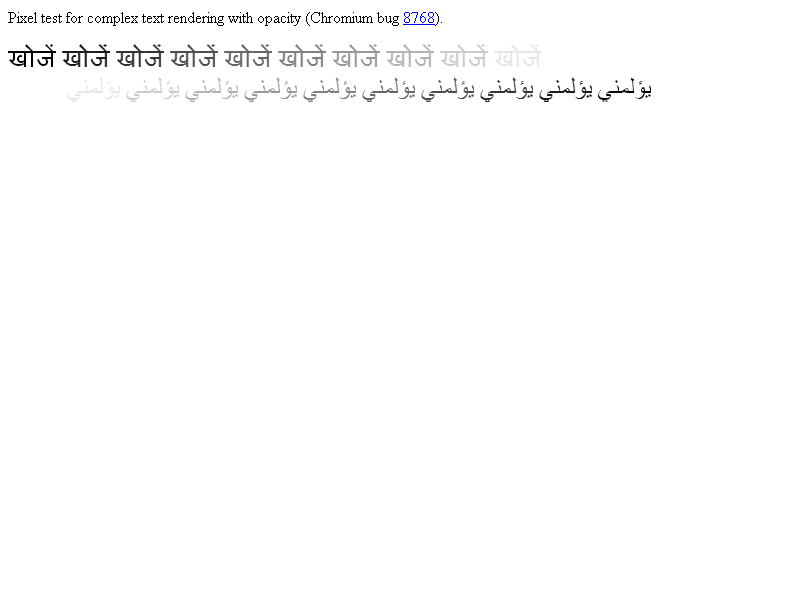 Pixel test for complex text rendering with opacity (Chromium bug 8768).
खोजें खोजें खोजें खोजें खोजें खोजें खोजें खोजें खोजें खोजें
يؤلمني يؤلمني يؤلمني يؤلمني يؤلمني يؤلمني يؤلمني يؤلمني يؤلمني يؤلمني